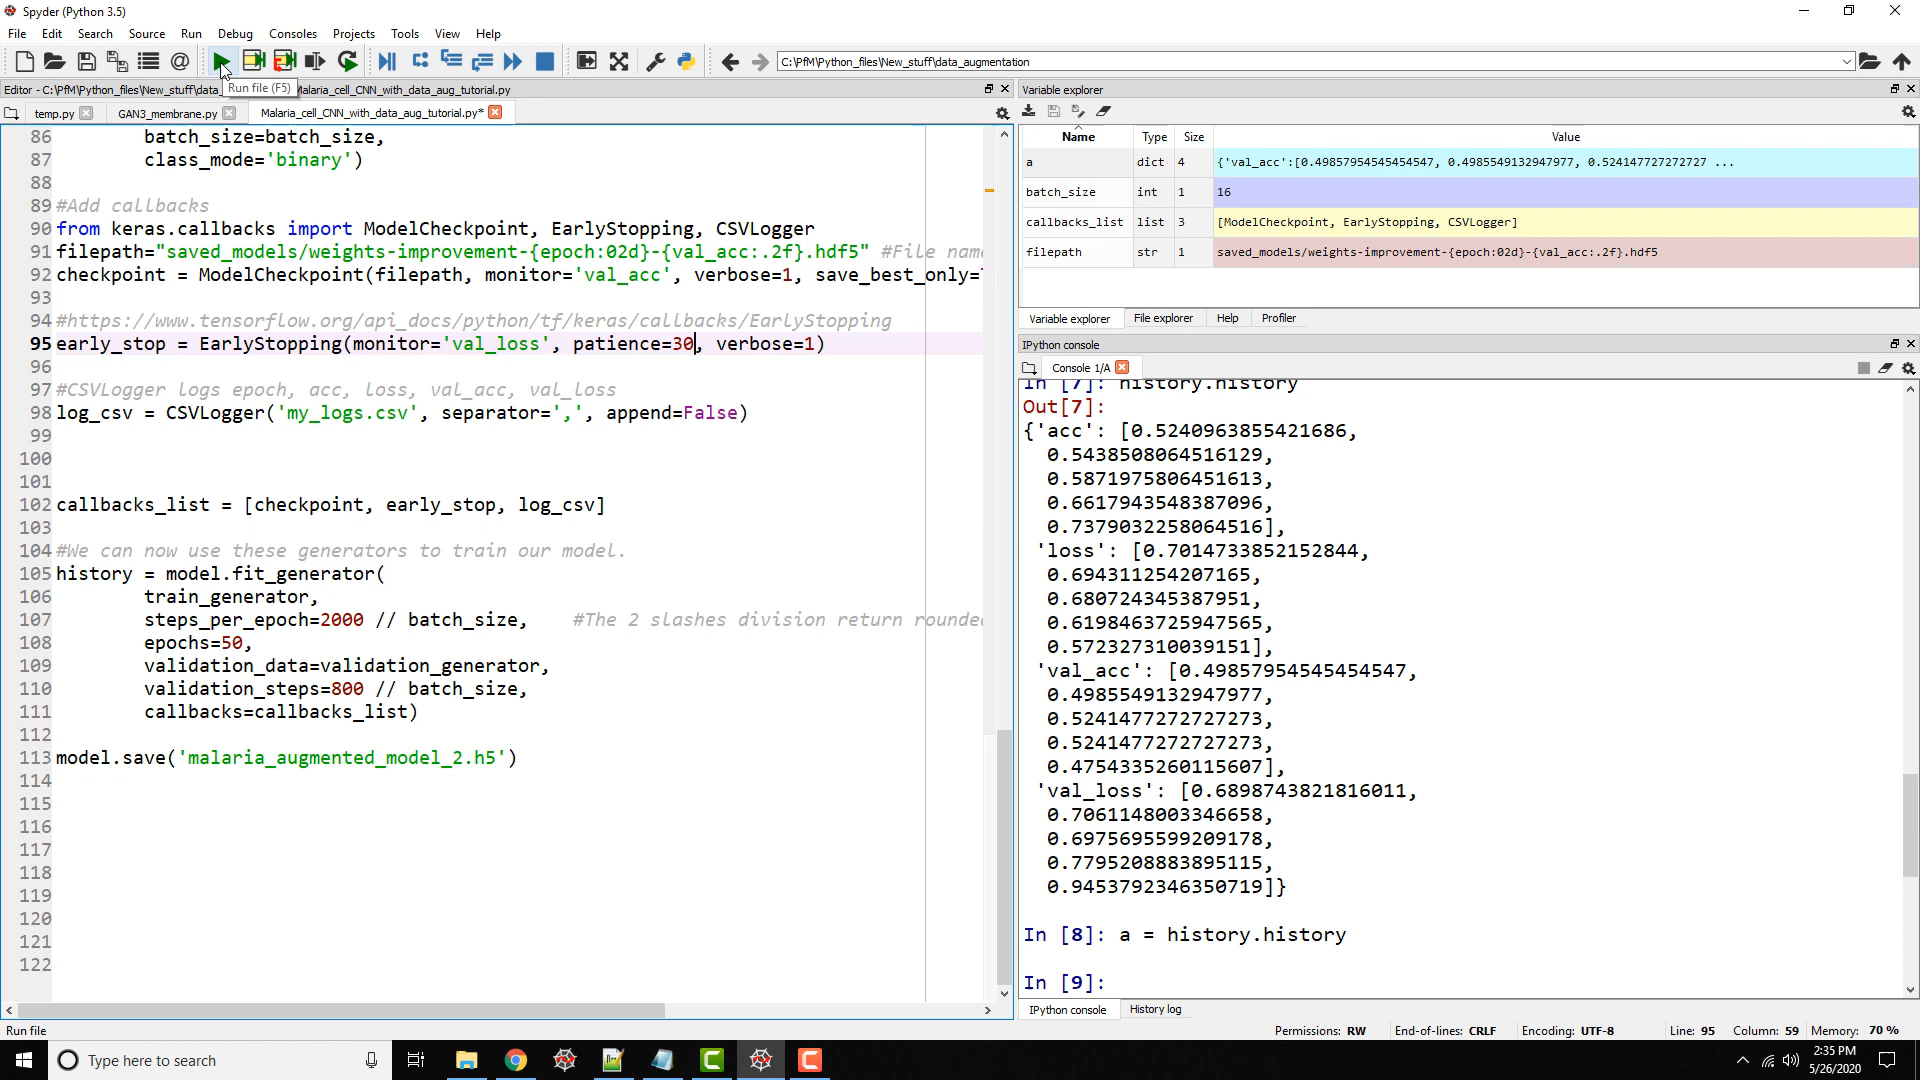 Spyder (Python 3.5)
File Edit Search Source Run Debug Consoles Projects Tools View Help
C:\PfM\Python_files\New_stuff\data_augmentation
Editor - C:\PfM\Python_files\New_stuff\data_
Malaria_cell_CNN_with_data_aug_tutorial.py
Run file (F5)
temp.py GAN3_membrane.py Malaria_cell_CNN_with_data_aug_tutorial.py*
86 batch_size=batch_size,
87 class_mode='binary')
88
89 #Add callbacks
90 from keras.callbacks import ModelCheckpoint, EarlyStopping, CSVLogger
91 filepath="saved_models/weights-improvement-{epoch:02d}-{val_acc:.2f}.hdf5" #File nam
92 checkpoint = ModelCheckpoint(filepath, monitor='val_acc', verbose=1, save_best_only=
93
94 #https://www.tensorflow.org/api_docs/python/tf/keras/callbacks/EarlyStopping
95 early_stop = EarlyStopping(monitor='val_loss', patience=30, verbose=1)
96
97 #CSVLogger logs epoch, acc, loss, val_acc, val_loss
98 log_csv = CSVLogger('my_logs.csv', separator=',', append=False)
99
100
101
102 callbacks_list = [checkpoint, early_stop, log_csv]
103
104 #We can now use these generators to train our model.
105 history = model.fit_generator(
106 train_generator,
107 steps_per_epoch=2000 // batch_size, #The 2 slashes division return rounde
108 epochs=50,
109 validation_data=validation_generator,
110 validation_steps=800 // batch_size,
111 callbacks=callbacks_list)
112
113 model.save('malaria_augmented_model_2.h5')
114
115
116
117
118
119
120
121
122
Variable explorer
Name Type Size Value
a dict 4 {'val_acc':[0.49857954545454547, 0.4985549132947977, 0.524147727272727 ...
batch_size int 1 16
callbacks_list list 3 [ModelCheckpoint, EarlyStopping, CSVLogger]
filepath str 1 saved_models/weights-improvement-{epoch:02d}-{val_acc:.2f}.hdf5
Variable explorer File explorer Help Profiler
IPython console
Console 1/A
In [7]: history.history
Out[7]:
{'acc': [0.5240963855421686,
0.5438508064516129,
0.5871975806451613,
0.6617943548387096,
0.7379032258064516],
'loss': [0.7014733852152844,
0.694311254207165,
0.680724345387951,
0.6198463725947565,
0.572327310039151],
'val_acc': [0.49857954545454547,
0.4985549132947977,
0.5241477272727273,
0.5241477272727273,
0.4754335260115607],
'val_loss': [0.6898743821816011,
0.7061148003346658,
0.6975695599209178,
0.7795208883895115,
0.9453792346350719]}
In [8]: a = history.history
In [9]:
IPython console History log
Run file
Permissions: RW End-of-lines: CRLF Encoding: UTF-8 Line: 95 Column: 59 Memory: 70 %
Type here to search
2:35 PM
5/26/2020